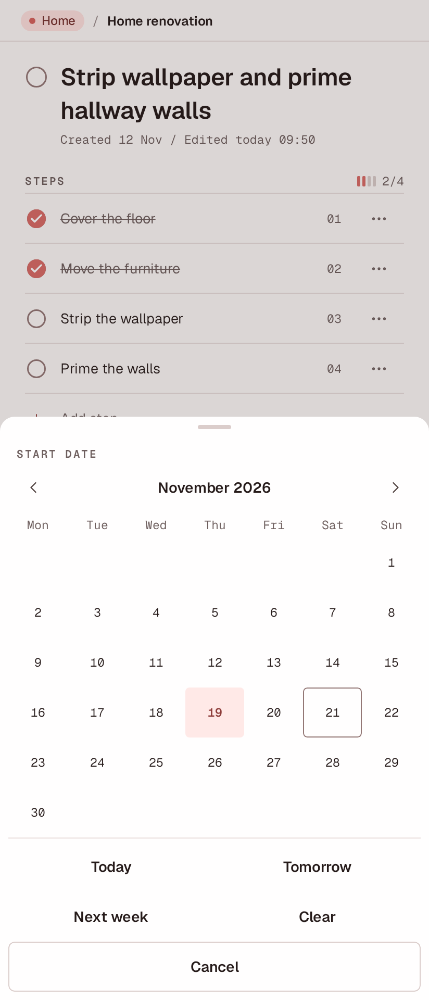 Home / Home renovation
Strip wallpaper and prime
hallway walls
Created 12 Nov / Edited today 09:50
STEPS 2/4
Cover the floor 01
Move the furniture 02
Strip the wallpaper 03
Prime the walls 04
Add step
START DATE
November 2026
Mon Tue Wed Thu Fri Sat Sun
1
2 3 4 5 6 7 8
9 10 11 12 13 14 15
16 17 18 19 20 21 22
23 24 25 26 27 28 29
30
Today Tomorrow
Next week Clear
Cancel